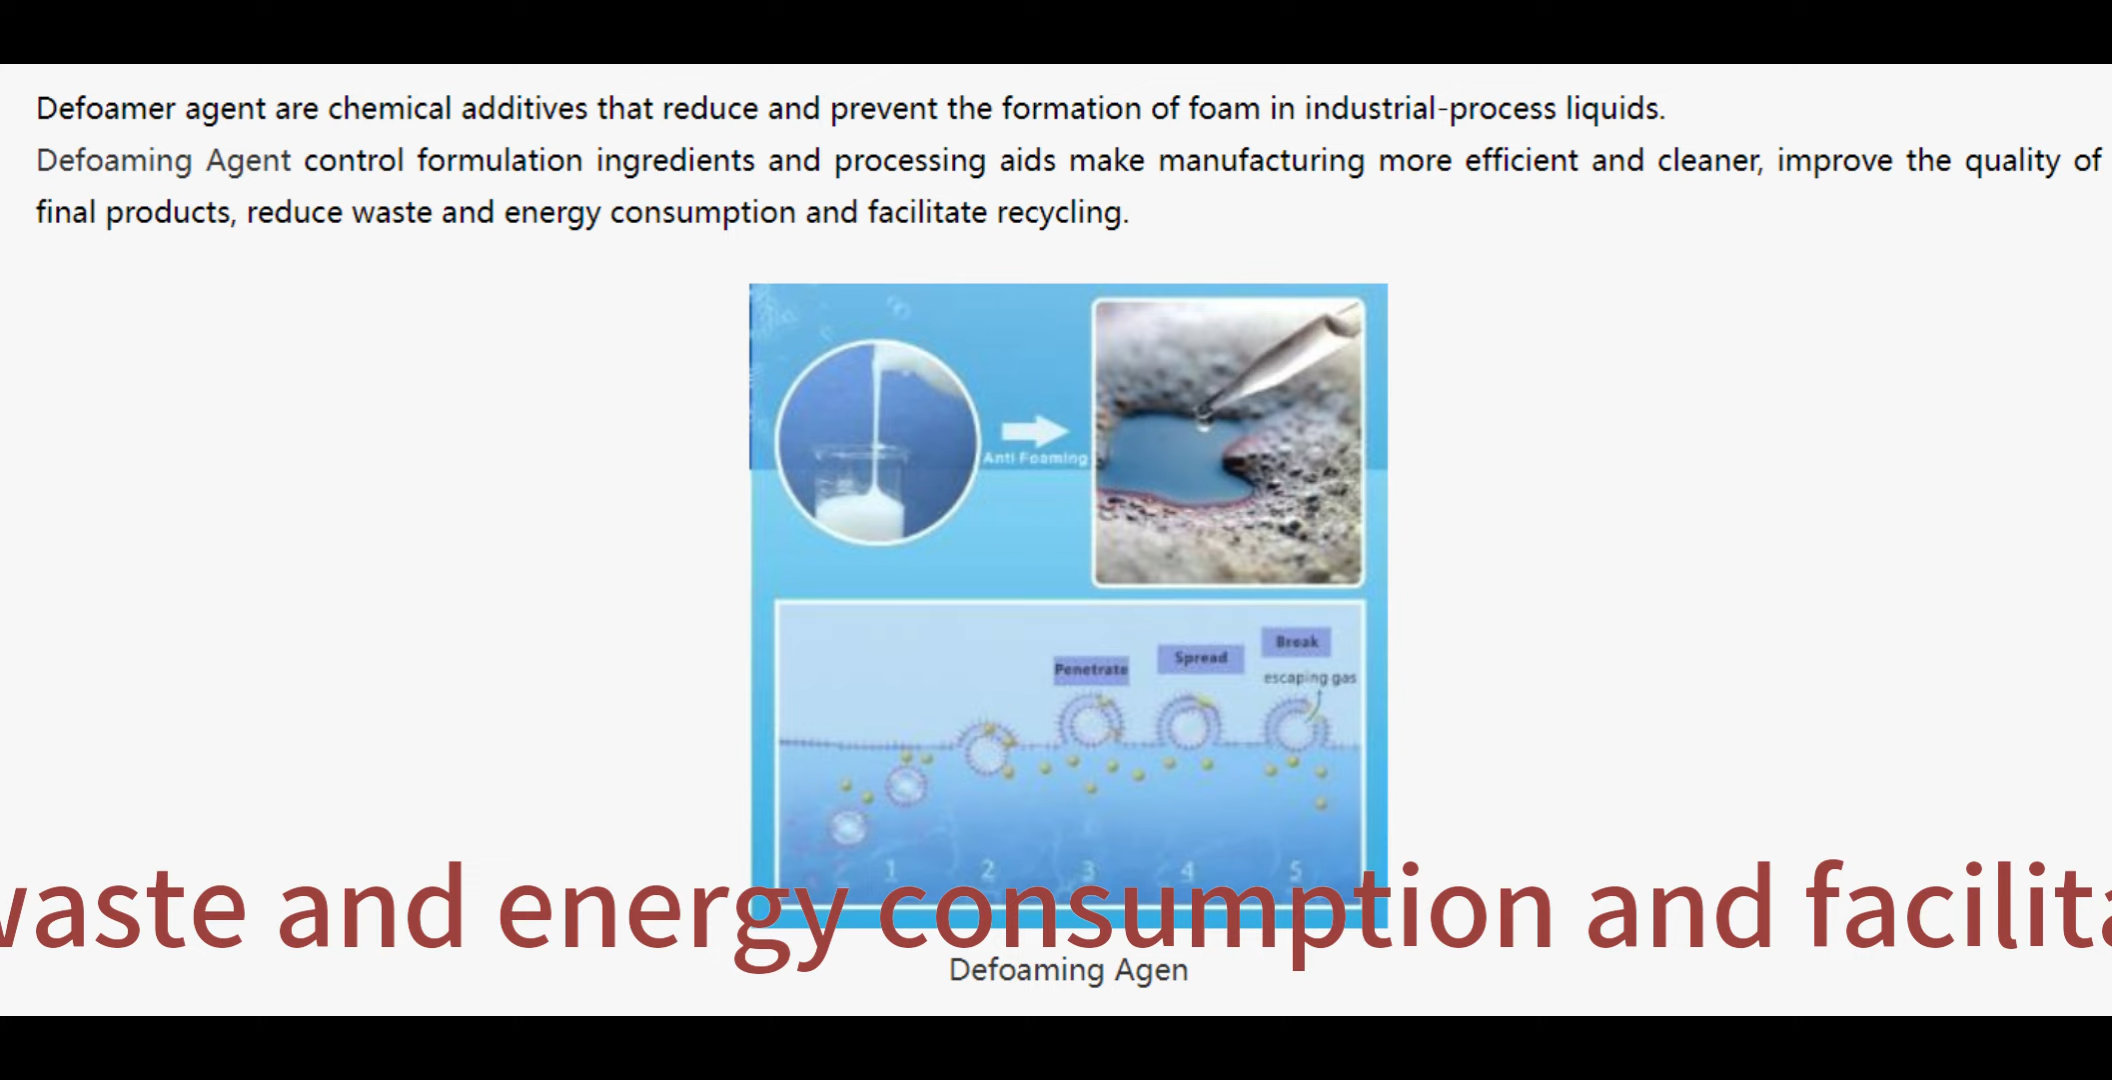 Defoamer agent are chemical additives that reduce and prevent the formation of foam in industrial-process liquids.
Defoaming Agent control formulation ingredients and processing aids make manufacturing more efficient and cleaner, improve the quality of
final products, reduce waste and energy consumption and facilitate recycling.
Anti Foaming
Break
Spread
Penetrate
escaping gas
1 2 3 4 5
waste and energy consumption and facilita
Defoaming Agen